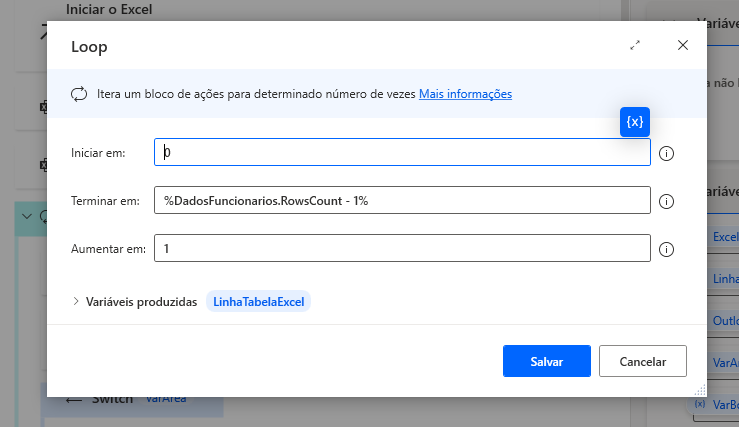 Iniciar o Excel
Loop
Itera um bloco de ações para determinado número de vezes Mais informações
{x}
Iniciar em:
0
Terminar em:
%DadosFuncionarios.RowsCount - 1%
Aumentar em:
1
Variáveis produzidas LinhaTabelaExcel
Salvar
Cancelar
Switch VarArea
Variáve
a não
Variáve
Excel
Linha
Outlo
VarAr
(x) VarBo